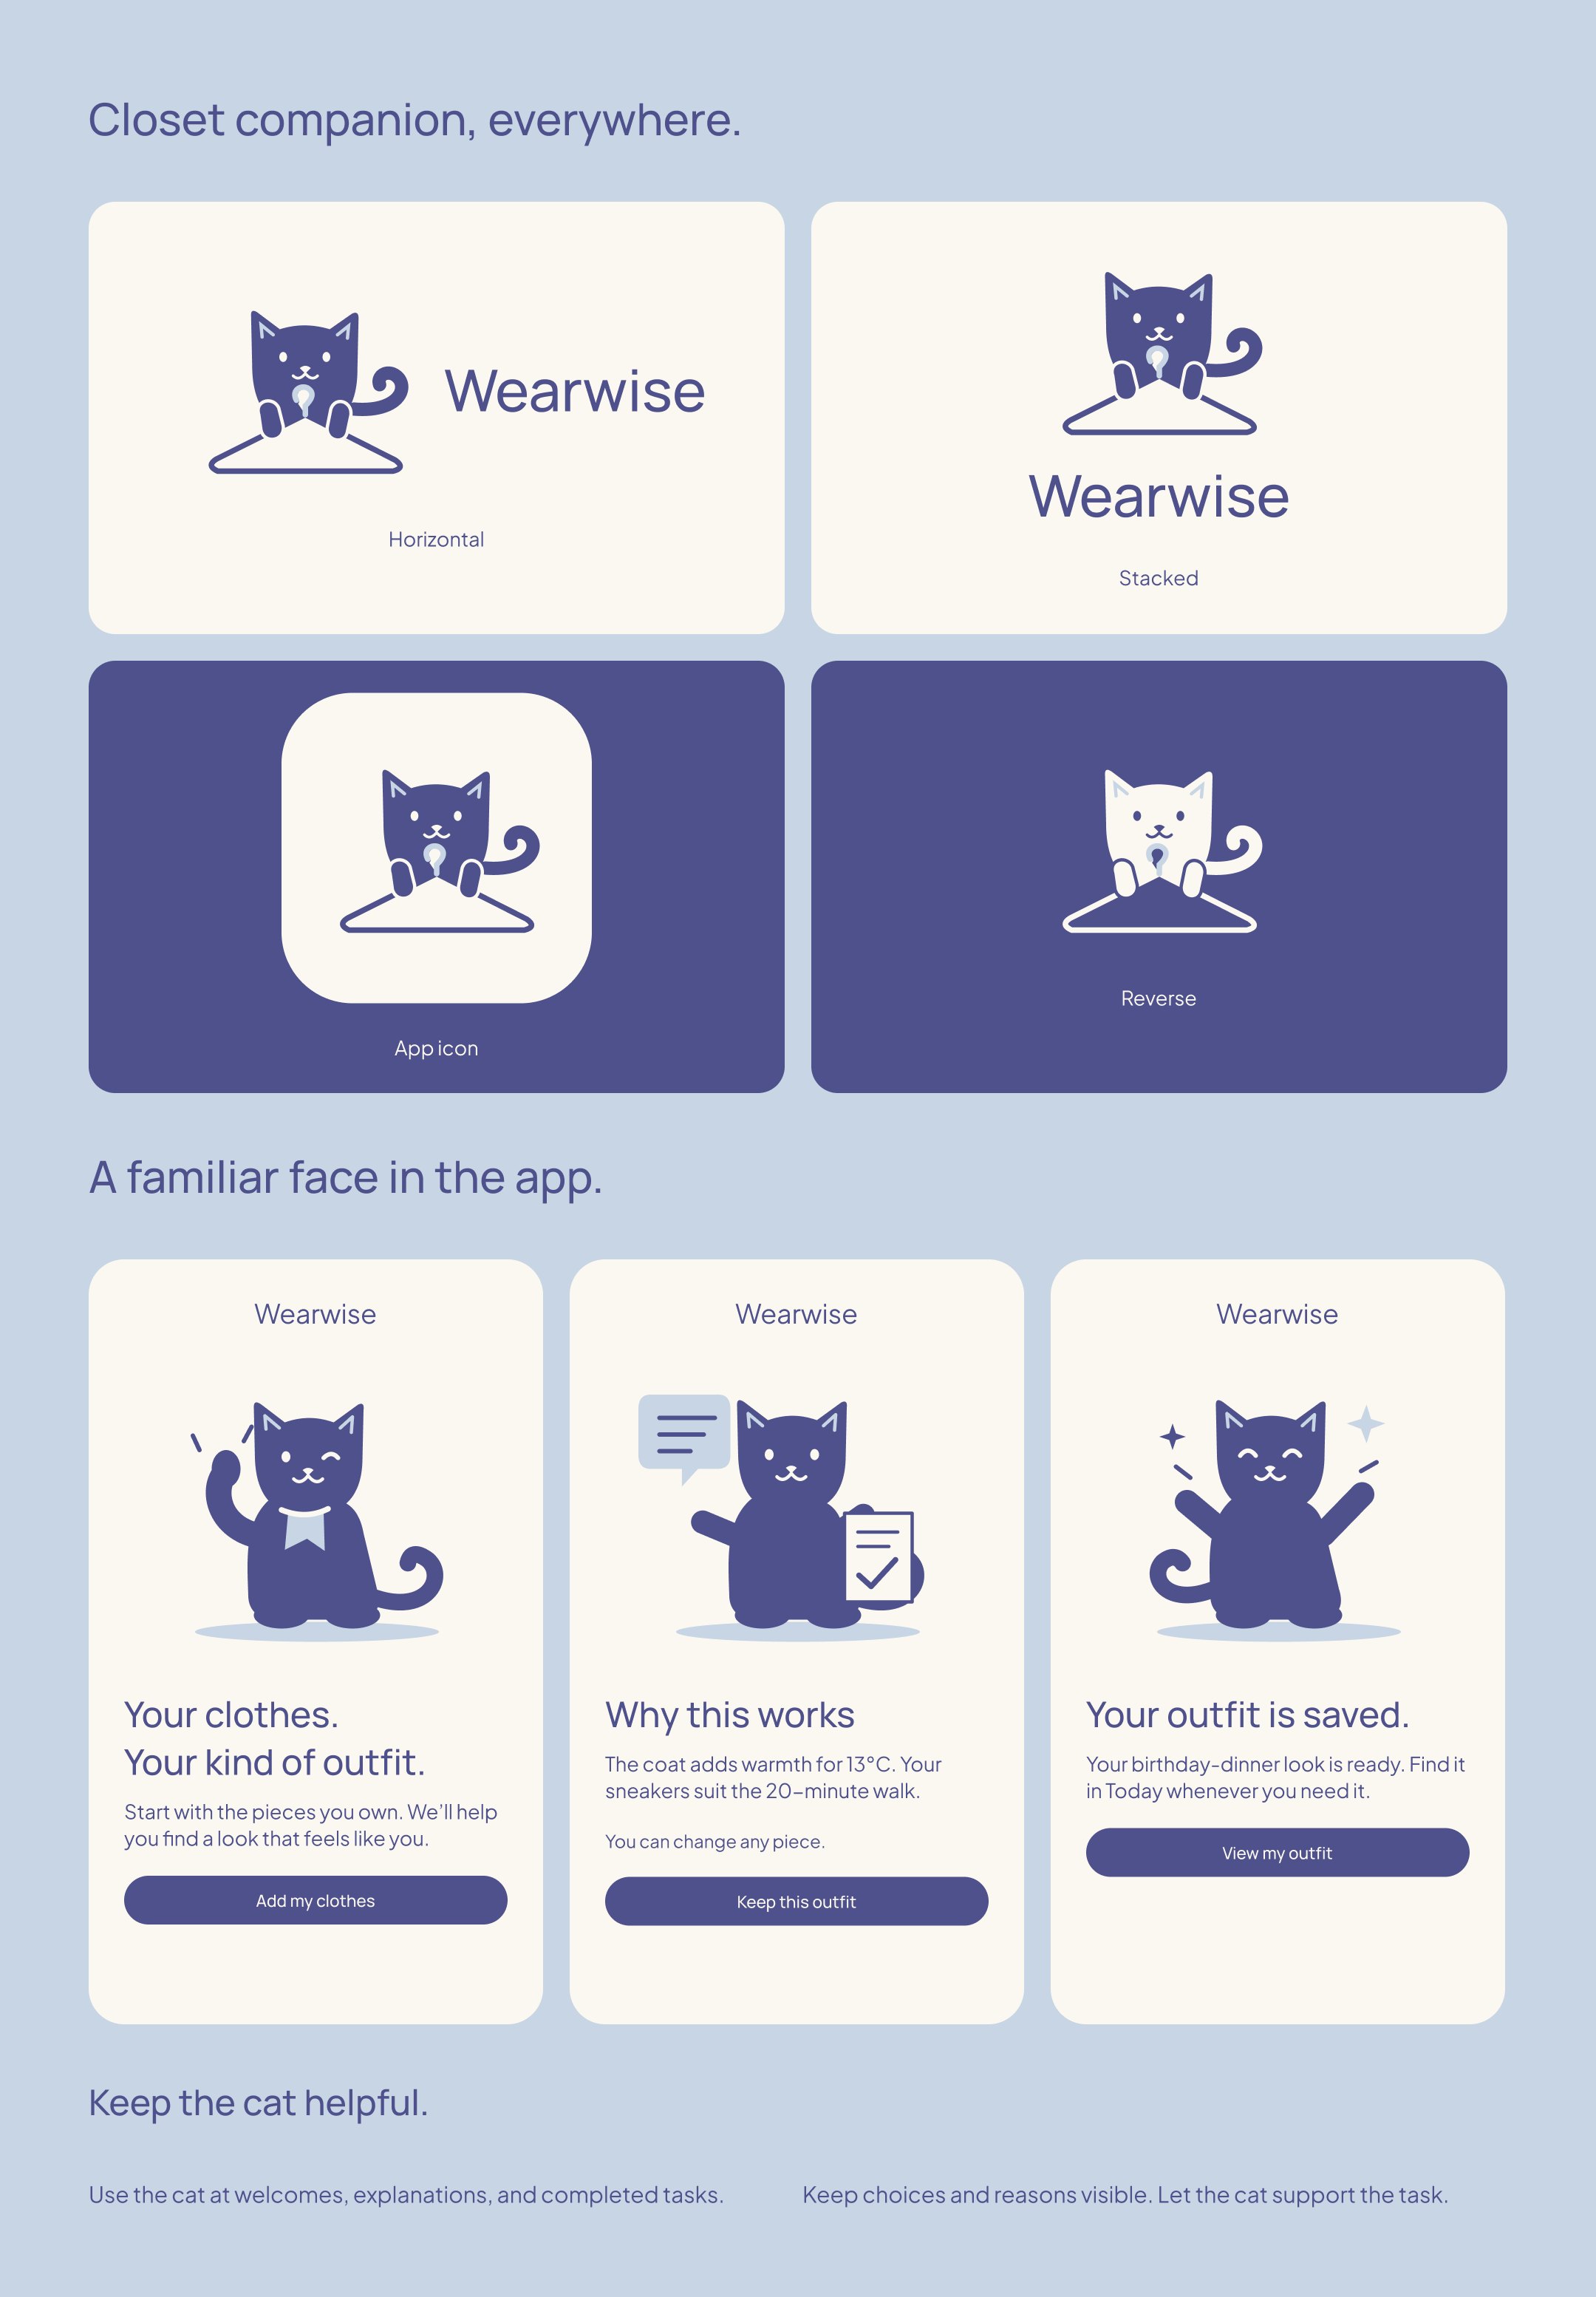 Closet companion, everywhere.
Wearwise
Horizontal
Wearwise
Stacked
App icon
Reverse
A familiar face in the app.
Wearwise
Your clothes.
Your kind of outfit.
Start with the pieces you own. We’ll help
you find a look that feels like you.
Add my clothes
Wearwise
Why this works
The coat adds warmth for 13°C. Your
sneakers suit the 20–minute walk.
You can change any piece.
Keep this outfit
Wearwise
Your outfit is saved.
Your birthday-dinner look is ready. Find it
in Today whenever you need it.
View my outfit
Keep the cat helpful.
Use the cat at welcomes, explanations, and completed tasks.
Keep choices and reasons visible. Let the cat support the task.